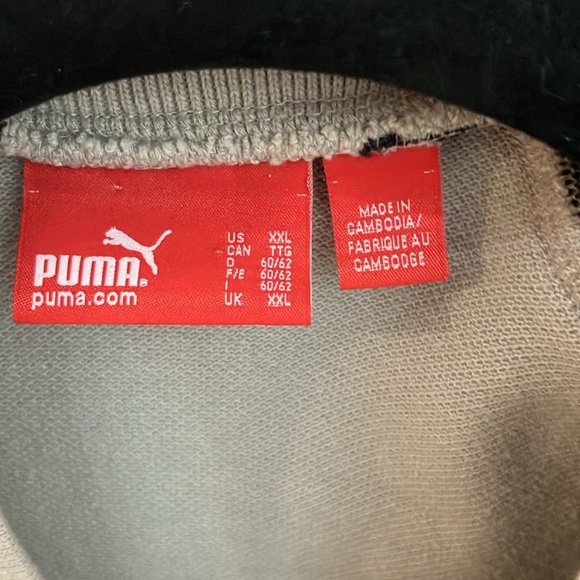 PUMA®
puma.com
US XXL
CAN TTG
D 60/62
F/E 60/62
I 60/62
UK XXL
MADE IN
CAMBODIA/
FABRIQUE AU
CAMBODGE